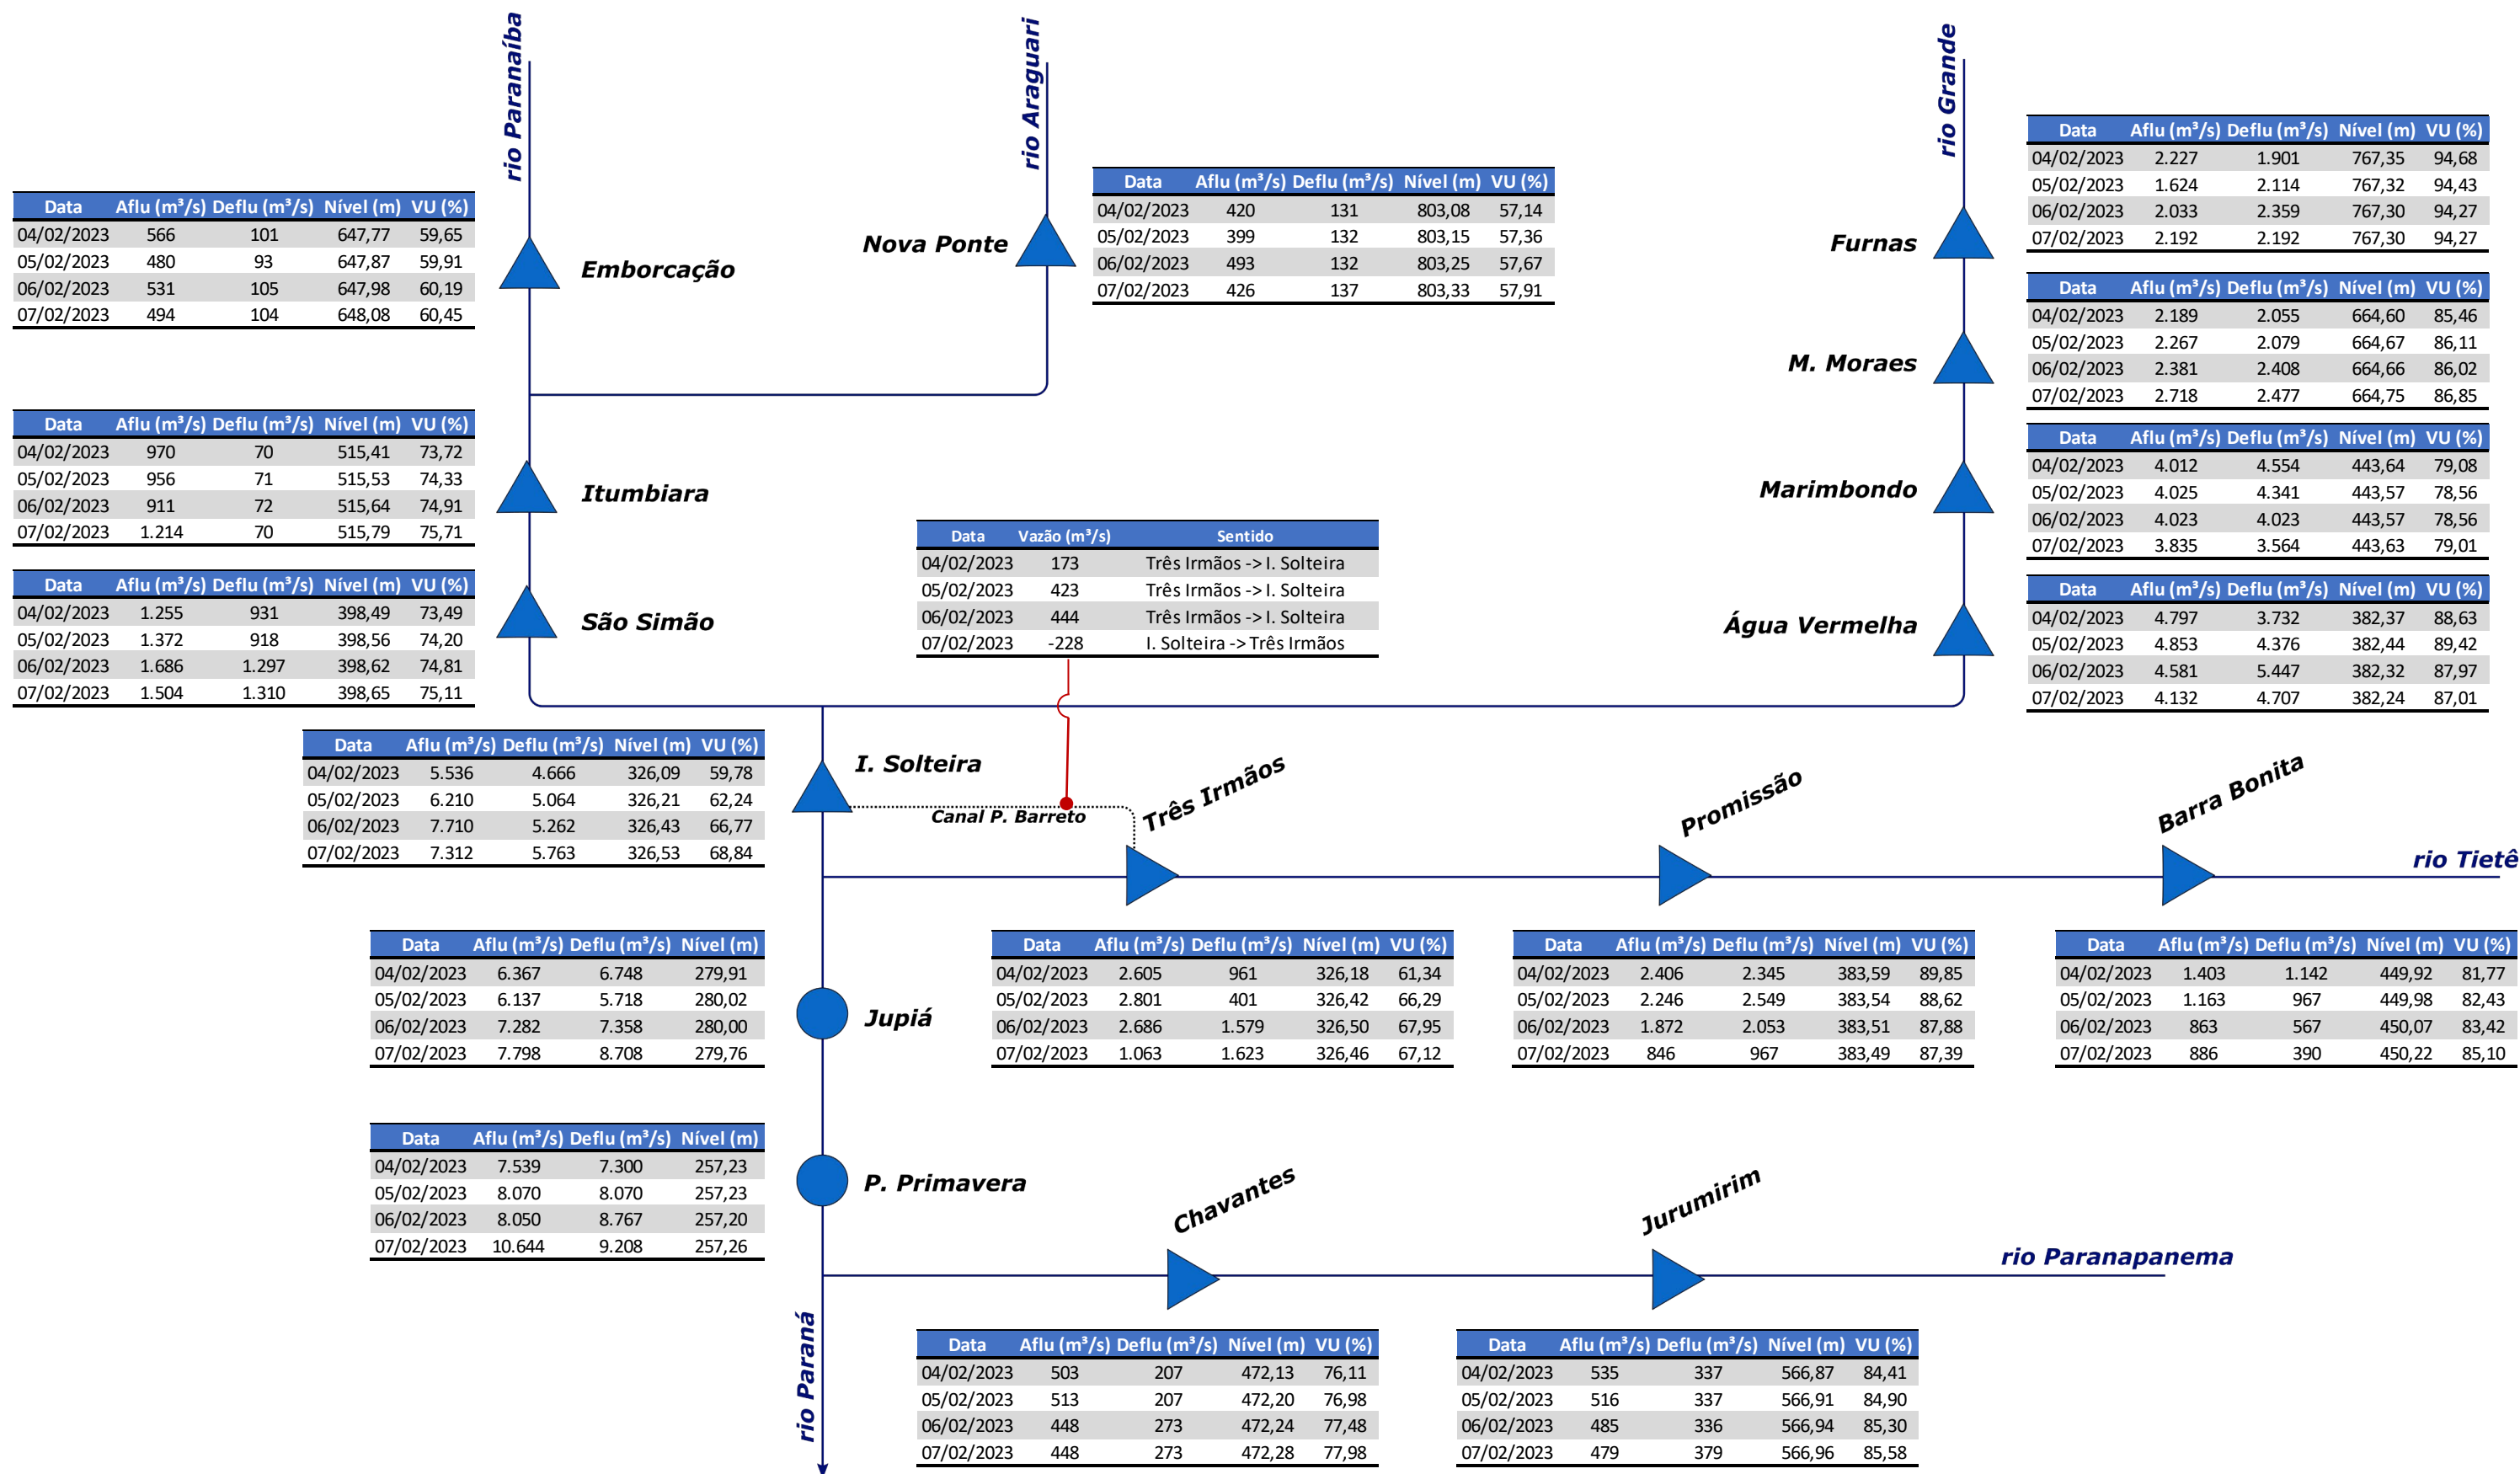 rio Paranaíba
rio Araguari
rio Grande
Data Aflu (m³/s) Deflu (m³/s) Nível (m) VU (%)
04/02/2023 2.227 1.901 767,35 94,68
05/02/2023 1.624 2.114 767,32 94,43
06/02/2023 2.033 2.359 767,30 94,27
07/02/2023 2.192 2.192 767,30 94,27
Furnas
Data Aflu (m³/s) Deflu (m³/s) Nível (m) VU (%)
04/02/2023 420 131 803,08 57,14
05/02/2023 399 132 803,15 57,36
06/02/2023 493 132 803,25 57,67
07/02/2023 426 137 803,33 57,91
Nova Ponte
Data Aflu (m³/s) Deflu (m³/s) Nível (m) VU (%)
04/02/2023 566 101 647,77 59,65
05/02/2023 480 93 647,87 59,91
06/02/2023 531 105 647,98 60,19
07/02/2023 494 104 648,08 60,45
Emborcação
Data Aflu (m³/s) Deflu (m³/s) Nível (m) VU (%)
04/02/2023 2.189 2.055 664,60 85,46
05/02/2023 2.267 2.079 664,67 86,11
06/02/2023 2.381 2.408 664,66 86,02
07/02/2023 2.718 2.477 664,75 86,85
M. Moraes
Data Aflu (m³/s) Deflu (m³/s) Nível (m) VU (%)
04/02/2023 970 70 515,41 73,72
05/02/2023 956 71 515,53 74,33
06/02/2023 911 72 515,64 74,91
07/02/2023 1.214 70 515,79 75,71
Itumbiara
Data Aflu (m³/s) Deflu (m³/s) Nível (m) VU (%)
04/02/2023 4.012 4.554 443,64 79,08
05/02/2023 4.025 4.341 443,57 78,56
06/02/2023 4.023 4.023 443,57 78,56
07/02/2023 3.835 3.564 443,63 79,01
Marimbondo
Data Vazão (m³/s) Sentido
04/02/2023 173 Três Irmãos -> I. Solteira
05/02/2023 423 Três Irmãos -> I. Solteira
06/02/2023 444 Três Irmãos -> I. Solteira
07/02/2023 -228 I. Solteira -> Três Irmãos
Data Aflu (m³/s) Deflu (m³/s) Nível (m) VU (%)
04/02/2023 1.255 931 398,49 73,49
05/02/2023 1.372 918 398,56 74,20
06/02/2023 1.686 1.297 398,62 74,81
07/02/2023 1.504 1.310 398,65 75,11
São Simão
Data Aflu (m³/s) Deflu (m³/s) Nível (m) VU (%)
04/02/2023 4.797 3.732 382,37 88,63
05/02/2023 4.853 4.376 382,44 89,42
06/02/2023 4.581 5.447 382,32 87,97
07/02/2023 4.132 4.707 382,24 87,01
Água Vermelha
Data Aflu (m³/s) Deflu (m³/s) Nível (m) VU (%)
04/02/2023 5.536 4.666 326,09 59,78
05/02/2023 6.210 5.064 326,21 62,24
06/02/2023 7.710 5.262 326,43 66,77
07/02/2023 7.312 5.763 326,53 68,84
I. Solteira
Canal P. Barreto
Três Irmãos
Promissão
Barra Bonita
rio Tietê
Data Aflu (m³/s) Deflu (m³/s) Nível (m)
04/02/2023 6.367 6.748 279,91
05/02/2023 6.137 5.718 280,02
06/02/2023 7.282 7.358 280,00
07/02/2023 7.798 8.708 279,76
Jupiá
Data Aflu (m³/s) Deflu (m³/s) Nível (m) VU (%)
04/02/2023 2.605 961 326,18 61,34
05/02/2023 2.801 401 326,42 66,29
06/02/2023 2.686 1.579 326,50 67,95
07/02/2023 1.063 1.623 326,46 67,12
Data Aflu (m³/s) Deflu (m³/s) Nível (m) VU (%)
04/02/2023 2.406 2.345 383,59 89,85
05/02/2023 2.246 2.549 383,54 88,62
06/02/2023 1.872 2.053 383,51 87,88
07/02/2023 846 967 383,49 87,39
Data Aflu (m³/s) Deflu (m³/s) Nível (m) VU (%)
04/02/2023 1.403 1.142 449,92 81,77
05/02/2023 1.163 967 449,98 82,43
06/02/2023 863 567 450,07 83,42
07/02/2023 886 390 450,22 85,10
Data Aflu (m³/s) Deflu (m³/s) Nível (m)
04/02/2023 7.539 7.300 257,23
05/02/2023 8.070 8.070 257,23
06/02/2023 8.050 8.767 257,20
07/02/2023 10.644 9.208 257,26
P. Primavera
Chavantes
Jurumirim
rio Paranapanema
rio Paraná
Data Aflu (m³/s) Deflu (m³/s) Nível (m) VU (%)
04/02/2023 503 207 472,13 76,11
05/02/2023 513 207 472,20 76,98
06/02/2023 448 273 472,24 77,48
07/02/2023 448 273 472,28 77,98
Data Aflu (m³/s) Deflu (m³/s) Nível (m) VU (%)
04/02/2023 535 337 566,87 84,41
05/02/2023 516 337 566,91 84,90
06/02/2023 485 336 566,94 85,30
07/02/2023 479 379 566,96 85,58